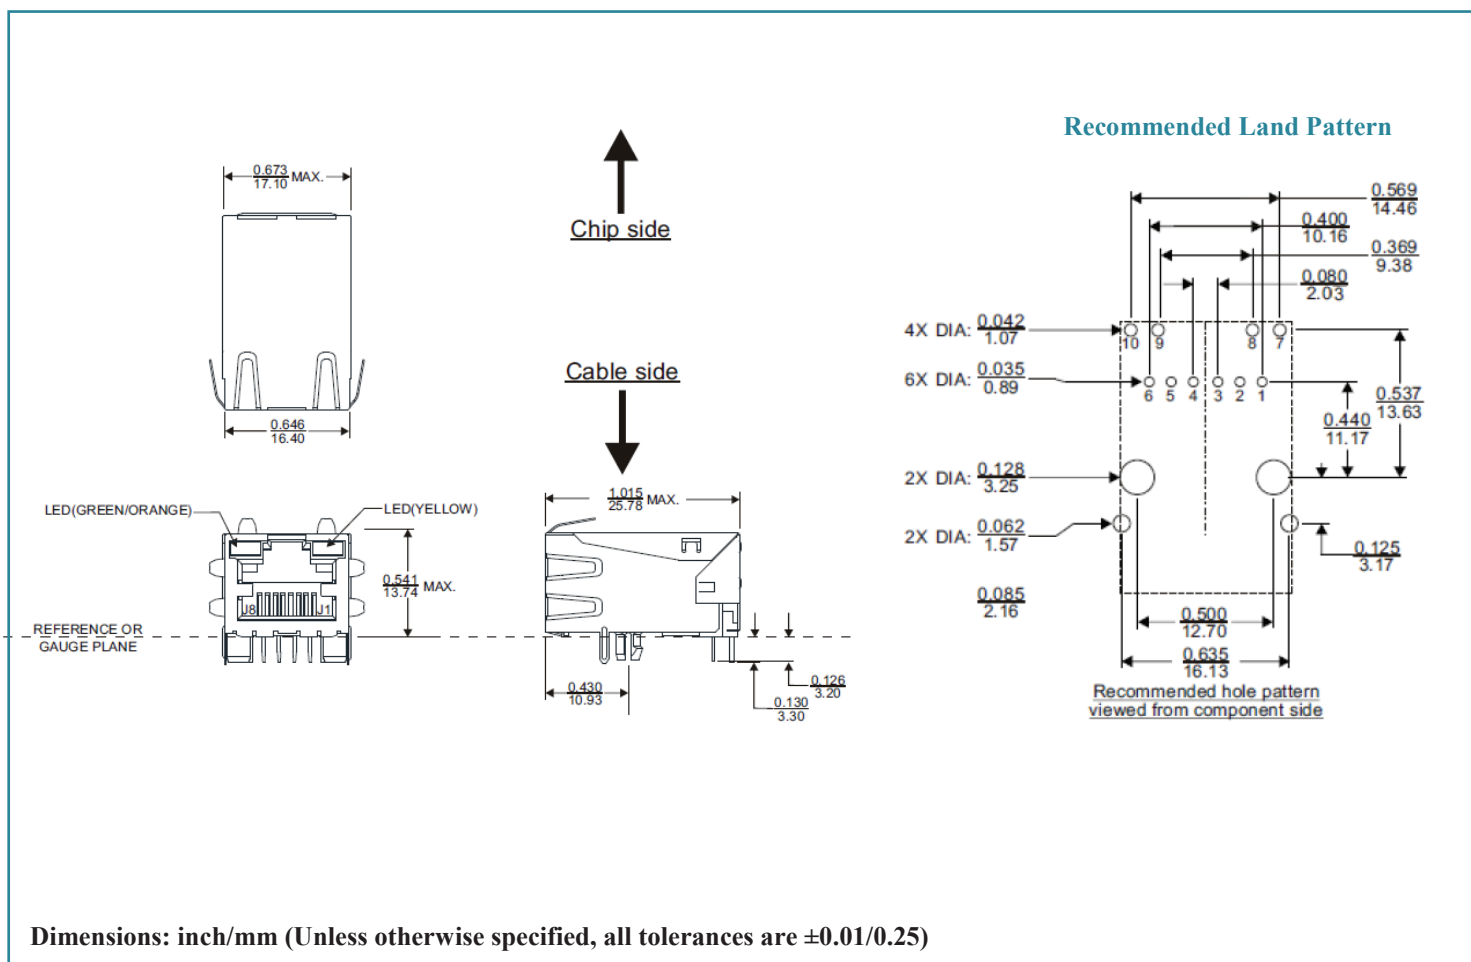 Recommended Land Pattern
0.673
17.10 MAX.
Chip side
Cable side
0.646
16.40
LED(GREEN/ORANGE)
LED(YELLOW)
0.541
13.74 MAX.
J8 J1
REFERENCE OR
GAUGE PLANE
1.015
25.78 MAX.
0.430
10.93
0.126
3.20
0.130
3.30
0.569
14.46
0.400
10.16
0.369
9.38
0.080
2.03
4X DIA: 0.042
1.07
10 9 8 7
6X DIA: 0.035
0.89
6 5 4 3 2 1
0.537
13.63
0.440
11.17
2X DIA: 0.128
3.25
2X DIA: 0.062
1.57
0.125
3.17
0.085
2.16
0.500
12.70
0.635
16.13
Recommended hole pattern
viewed from component side
Dimensions: inch/mm (Unless otherwise specified, all tolerances are ±0.01/0.25)